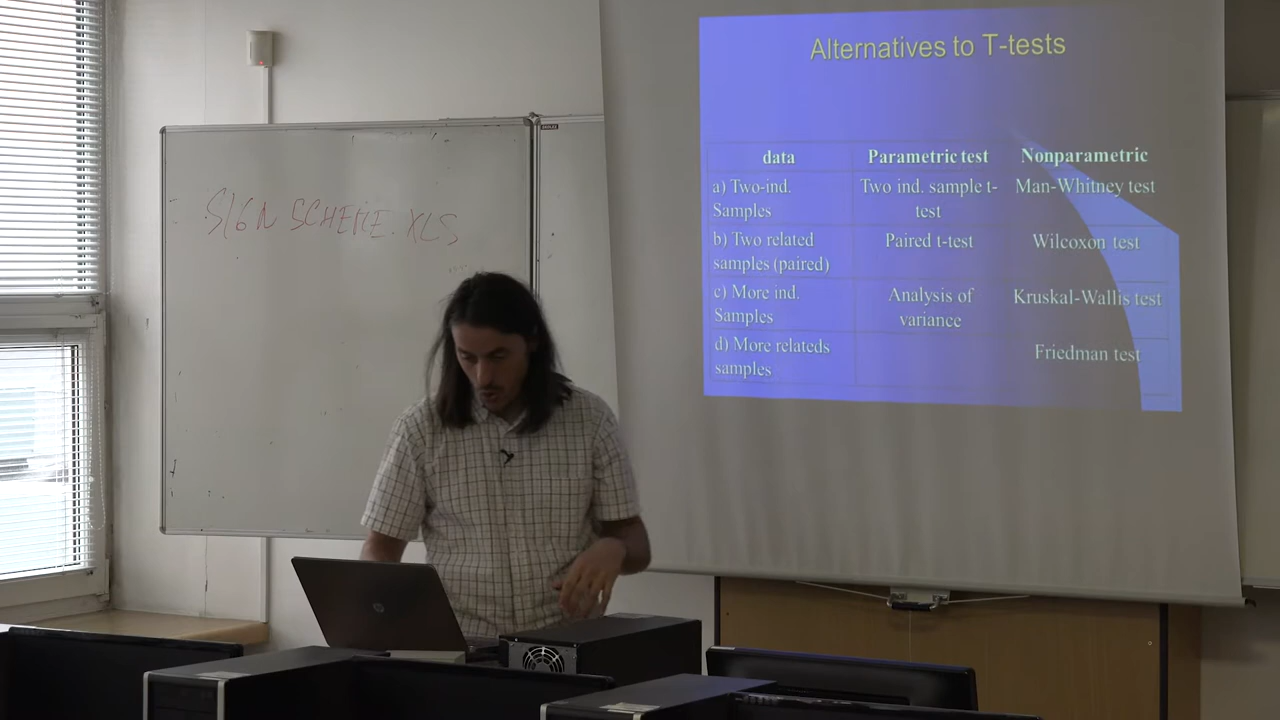 SIGN SCHEME.XLS
Alternatives to T-tests
data Parametric test Nonparametric
a) Two-ind. Two ind. sample t- Man-Whitney test
Samples test
b) Two related Paired t-test Wilcoxon test
samples (paired)
c) More ind. Analysis of Kruskal-Wallis test
Samples variance
d) More relateds Friedman test
samples
hp